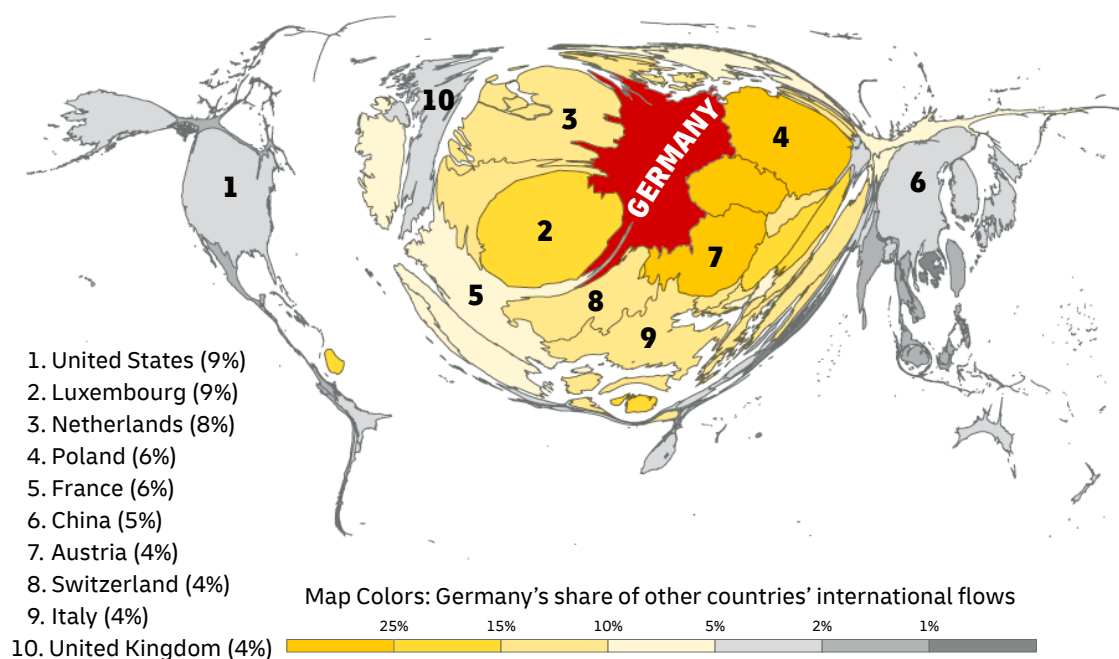 10
3
GERMANY
4
1
6
2
7
5
8
9
1. United States (9%)
2. Luxembourg (9%)
3. Netherlands (8%)
4. Poland (6%)
5. France (6%)
6. China (5%)
7. Austria (4%)
8. Switzerland (4%)
9. Italy (4%)
10. United Kingdom (4%)
Map Colors: Germany’s share of other countries’ international flows
25% 15% 10% 5% 2% 1%